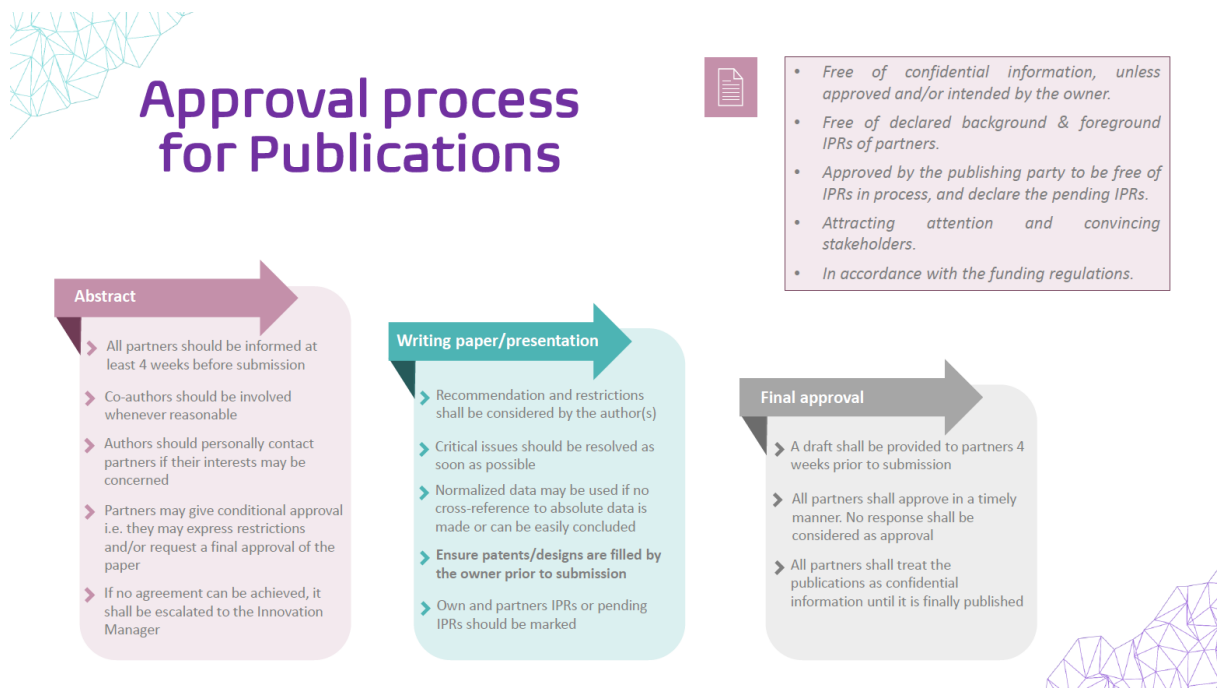 Approval process
for Publications
• Free of confidential information, unless
approved and/or intended by the owner.
• Free of declared background & foreground
IPRs of partners.
• Approved by the publishing party to be free of
IPRs in process, and declare the pending IPRs.
• Attracting attention and convincing
stakeholders.
• In accordance with the funding regulations.
Abstract
All partners should be informed at
least 4 weeks before submission
Co-authors should be involved
whenever reasonable
Authors should personally contact
partners if their interests may be
concerned
Partners may give conditional approval
i.e. they may express restrictions
and/or request a final approval of the
paper
If no agreement can be achieved, it
shall be escalated to the Innovation
Manager
Writing paper/presentation
Recommendation and restrictions
shall be considered by the author(s)
Critical issues should be resolved as
soon as possible
Normalized data may be used if no
cross-reference to absolute data is
made or can be easily concluded
Ensure patents/designs are filled by
the owner prior to submission
Own and partners IPRs or pending
IPRs should be marked
Final approval
A draft shall be provided to partners 4
weeks prior to submission
All partners shall approve in a timely
manner. No response shall be
considered as approval
All partners shall treat the
publications as confidential
information until it is finally published